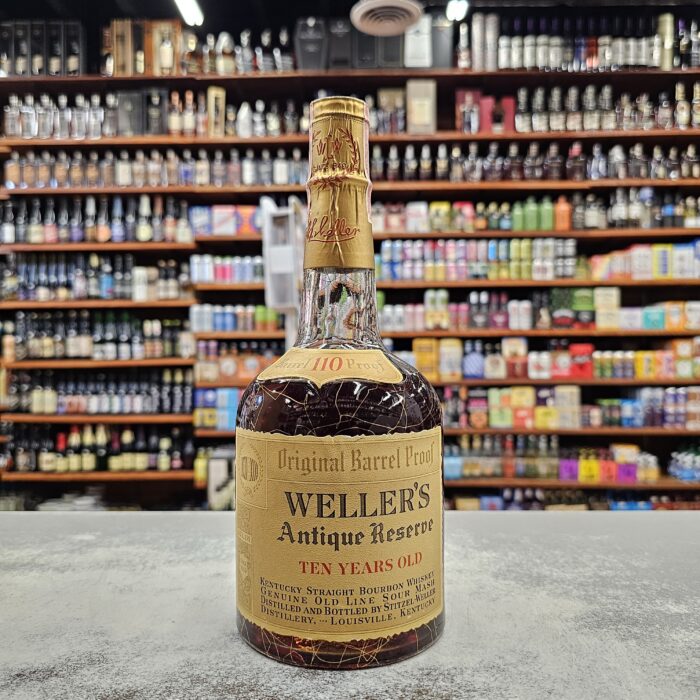 Weller
Barrel 110 Proof
Original Barrel Proof
WELLER'S
Antique Reserve
TEN YEARS OLD
KENTUCKY STRAIGHT BOURBON WHISKEY
GENUINE OLD LINE SOUR MASH
DISTILLED AND BOTTLED BY STITZEL-WELLER
DISTILLERY, — LOUISVILLE, KENTUCKY